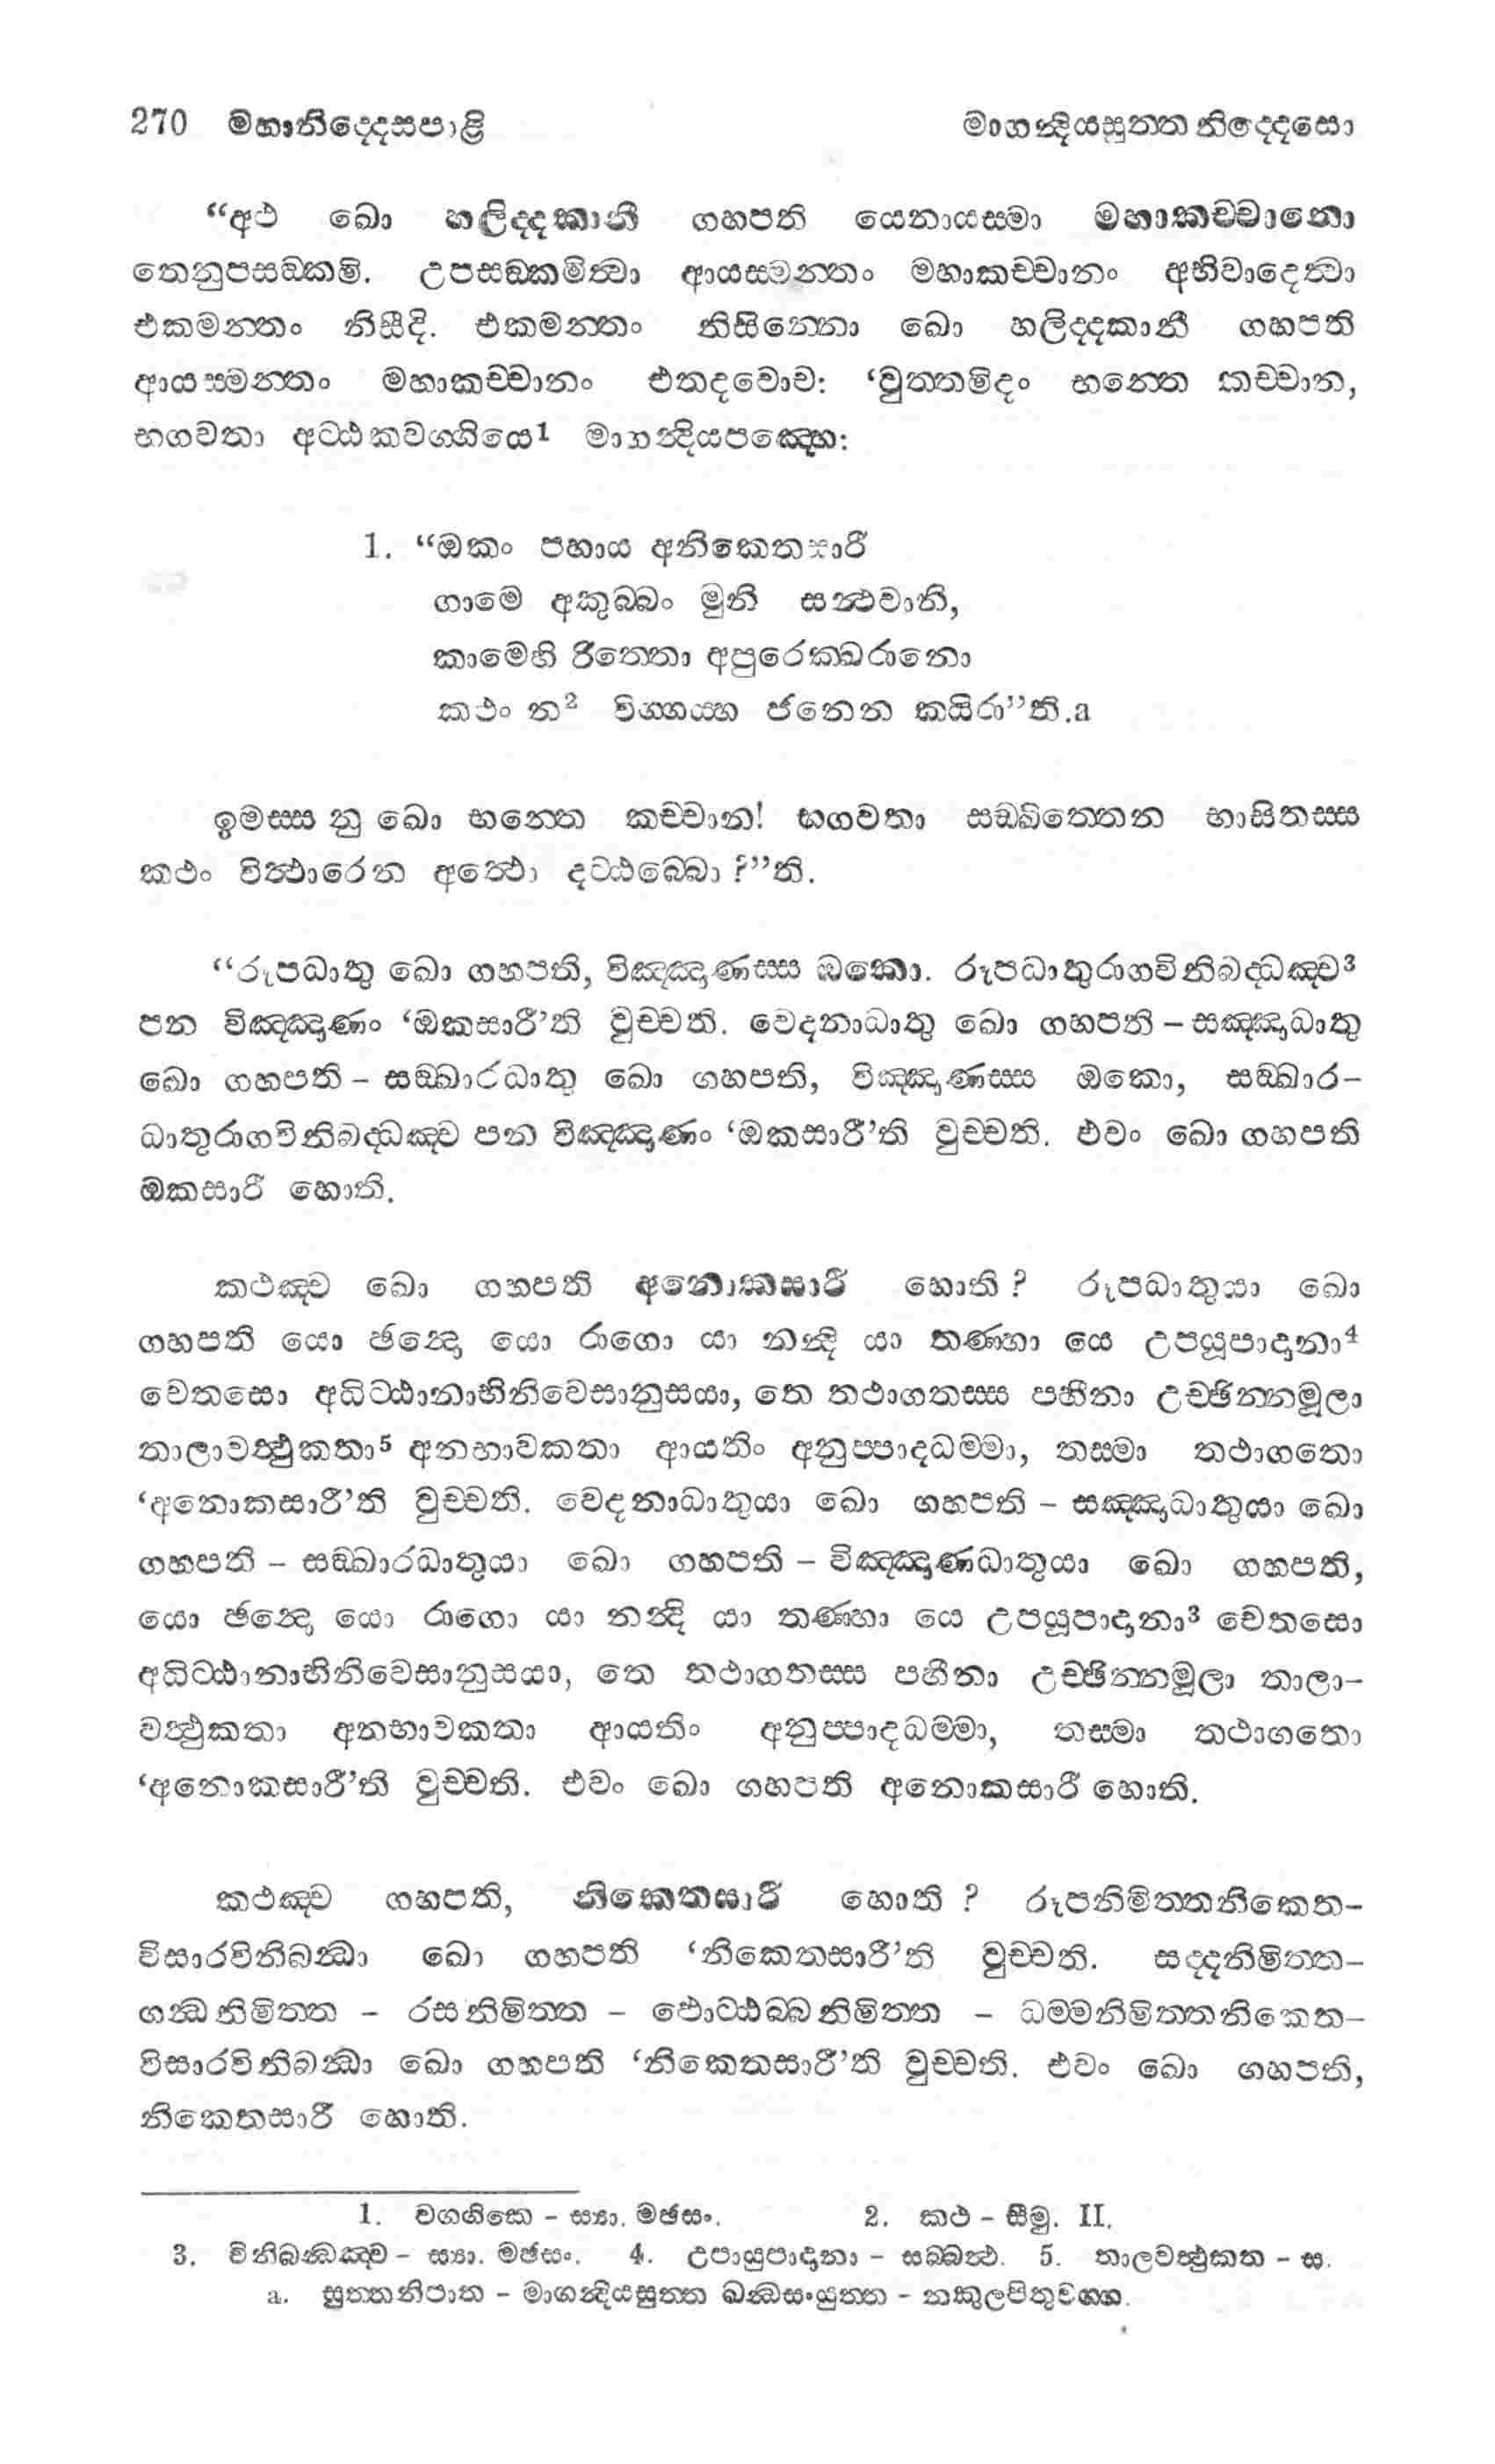 270 මහානිද්දෙසපාළි මාගන්දියසුත්ත නිද්දෙසො
“අථ ඛො හලිද්දකානී ගහපති යෙනායස්මා මහාකච්චානො
තෙනුපසඞ්කමි. උපසඞ්කමිත්වා ආයස්මන්තං මහාකච්චානං අභිවාදෙත්වා
එකමන්තං නිසීදි. එකමන්තං නිසින්නො ඛො හලිද්දකානී ගහපති
ආයස්මන්තං මහාකච්චානං එතදවොච: ‘වුත්තමිදං භන්තෙ කච්චාන,
භගවතා අට්ඨකවග්ගියෙ1 මාගන්දියපඤ්හෙ:
1. “ඔකං පහාය අනිකෙතසාරී
ගාමෙ අකුබ්බං මුනි සන්ථවානි,
කාමෙහි රිත්තො අපුරෙක්ඛරානො
කථං න2 විග්ගය්හ ජනෙන කයිරා”ති.a
ඉමස්ස නු ඛො භන්තෙ කච්චාන! භගවතා සඞ්ඛිත්තෙන භාසිතස්ස
කථං විත්ථාරෙන අත්ථො දට්ඨබ්බො ?”ති.
“රූපධාතු ඛො ගහපති, විඤ්ඤාණස්ස ඔකො. රූපධාතුරාගවිනිබද්ධඤ්ච3
පන විඤ්ඤාණං ‘ඔකසාරී’ති වුච්චති. වෙදනාධාතු ඛො ගහපති – සඤ්ඤාධාතු
ඛො ගහපති – සඞ්ඛාරධාතු ඛො ගහපති, විඤ්ඤාණස්ස ඔකො, සඞ්ඛාර–
ධාතුරාගවිනිබද්ධඤ්ච පන විඤ්ඤාණං ‘ඔකසාරී’ති වුච්චති. එවං ඛො ගහපති
ඔකසාරී හොති.
කථඤ්ච ඛො ගහපති අනොකසාරී හොති ? රූපධාතුයා ඛො
ගහපති යො ඡන්දො යො රාගො යා නන්දි යා තණ්හා යෙ උපයූපාදානා4
චෙතසො අධිට්ඨානාභිනිවෙසානුසයා, තෙ තථාගතස්ස පහීනා උච්ඡින්නමූලා
තාලාවත්ථුකතා5 අනභාවකතා ආයතිං අනුප්පාදධම්මා, තස්මා තථාගතො
‘අනොකසාරී’ති වුච්චති. වෙදනාධාතුයා ඛො ගහපති – සඤ්ඤාධාතුයා ඛො
ගහපති – සඞ්ඛාරධාතුයා ඛො ගහපති – විඤ්ඤාණධාතුයා ඛො ගහපති,
යො ඡන්දො යො රාගො යා නන්දි යා තණ්හා යෙ උපයූපාදානා3 චෙතසො
අධිට්ඨානාභිනිවෙසානුසයා, තෙ තථාගතස්ස පහීනා උච්ඡින්නමූලා තාලා–
වත්ථුකතා අනභාවකතා ආයතිං අනුප්පාදධම්මා, තස්මා තථාගතො
‘අනොකසාරී’ති වුච්චති. එවං ඛො ගහපති අනොකසාරී හොති.
කථඤ්ච ගහපති, නිකෙතසාරී හොති ? රූපනිමිත්තනිකෙත–
විසාරවිනිබන්ධා ඛො ගහපති ‘නිකෙතසාරී’ති වුච්චති. සද්දනිමිත්ත–
ගන්ධනිමිත්ත – රසනිමිත්ත – ඵොට්ඨබ්බනිමිත්ත – ධම්මනිමිත්තනිකෙත–
විසාරවිනිබන්ධා ඛො ගහපති ‘නිකෙතසාරී’ති වුච්චති. එවං ඛො ගහපති,
නිකෙතසාරී හොති.
1. වග්ගිකෙ – ස්යා. මඡසං. 2. කථ – සීමු. II.
3. විනිබන්ධඤ්ච – ස්යා. මඡසං. 4. උපායුපාදානා – සබ්බත්ථ. 5. තාලවත්ථුකත – ස.
a. සුත්තනිපාත – මාගන්දියසුත්ත ඛන්ධසංයුත්ත – නකුලපිතුවග්ග.